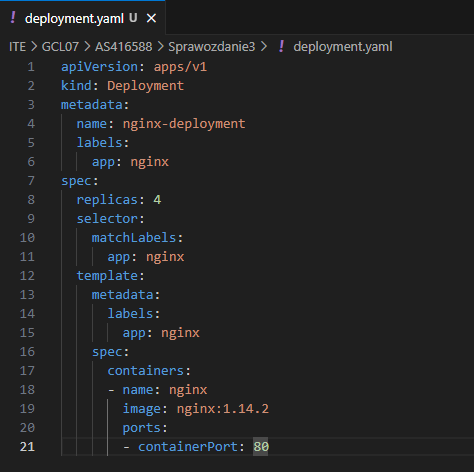 ! deployment.yaml U ×
ITE > GCL07 > AS416588 > Sprawozdanie3 > ! deployment.yaml
1 apiVersion: apps/v1
2 kind: Deployment
3 metadata:
4   name: nginx-deployment
5   labels:
6     app: nginx
7 spec:
8   replicas: 4
9   selector:
10     matchLabels:
11       app: nginx
12   template:
13     metadata:
14       labels:
15         app: nginx
16     spec:
17       containers:
18       - name: nginx
19         image: nginx:1.14.2
20         ports:
21         - containerPort: 80